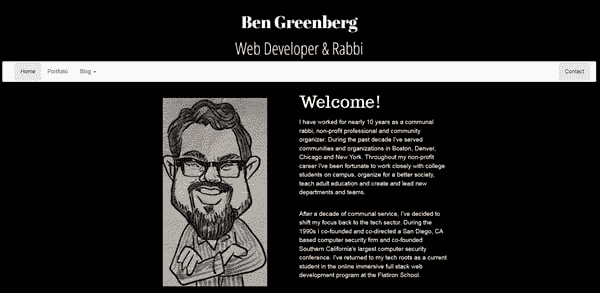 Ben Greenberg
Web Developer & Rabbi
Home Portfolio Blog Contact
Welcome!
I have worked for nearly 10 years as a communal
rabbi, non-profit professional and community
organizer. During the past decade I've served
communities and organizations in Boston, Denver,
Chicago and New York. Throughout my non-profit
career I've been fortunate to work closely with college
students on campus, organize for a better society,
teach adult education and create and lead new
departments and teams.
After a decade of communal service, I've decided to
shift my focus back to the tech sector. During the
1990s I co-founded and co-directed a San Diego, CA
based computer security firm and co-founded
Southern California's largest computer security
conference. I've returned to my tech roots as a current
student in the online immersive full stack web
development program at the Flatiron School.